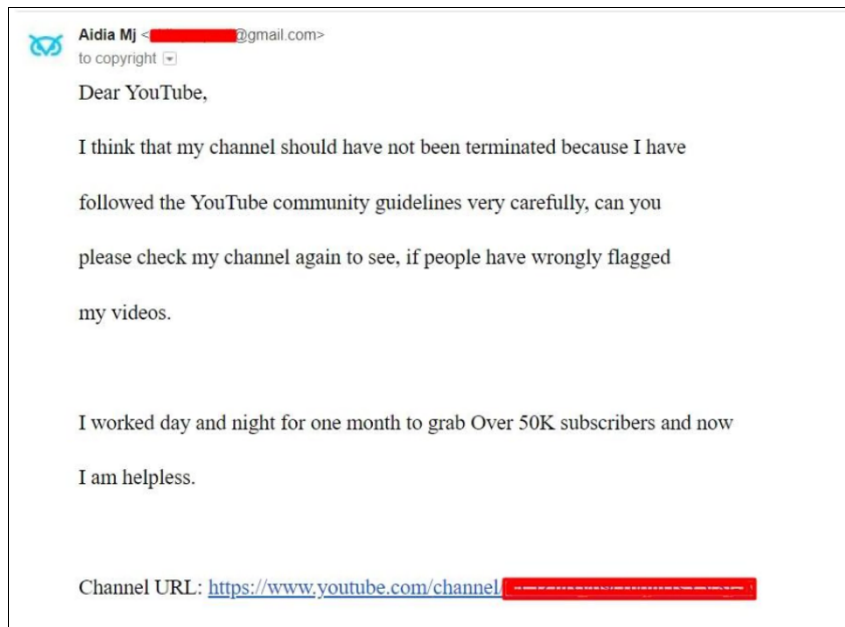 Aidia Mj < @gmail.com>
to copyright
Dear YouTube,
I think that my channel should have not been terminated because I have
followed the YouTube community guidelines very carefully, can you
please check my channel again to see, if people have wrongly flagged
my videos.
I worked day and night for one month to grab Over 50K subscribers and now
I am helpless.
Channel URL: https://www.youtube.com/channel/